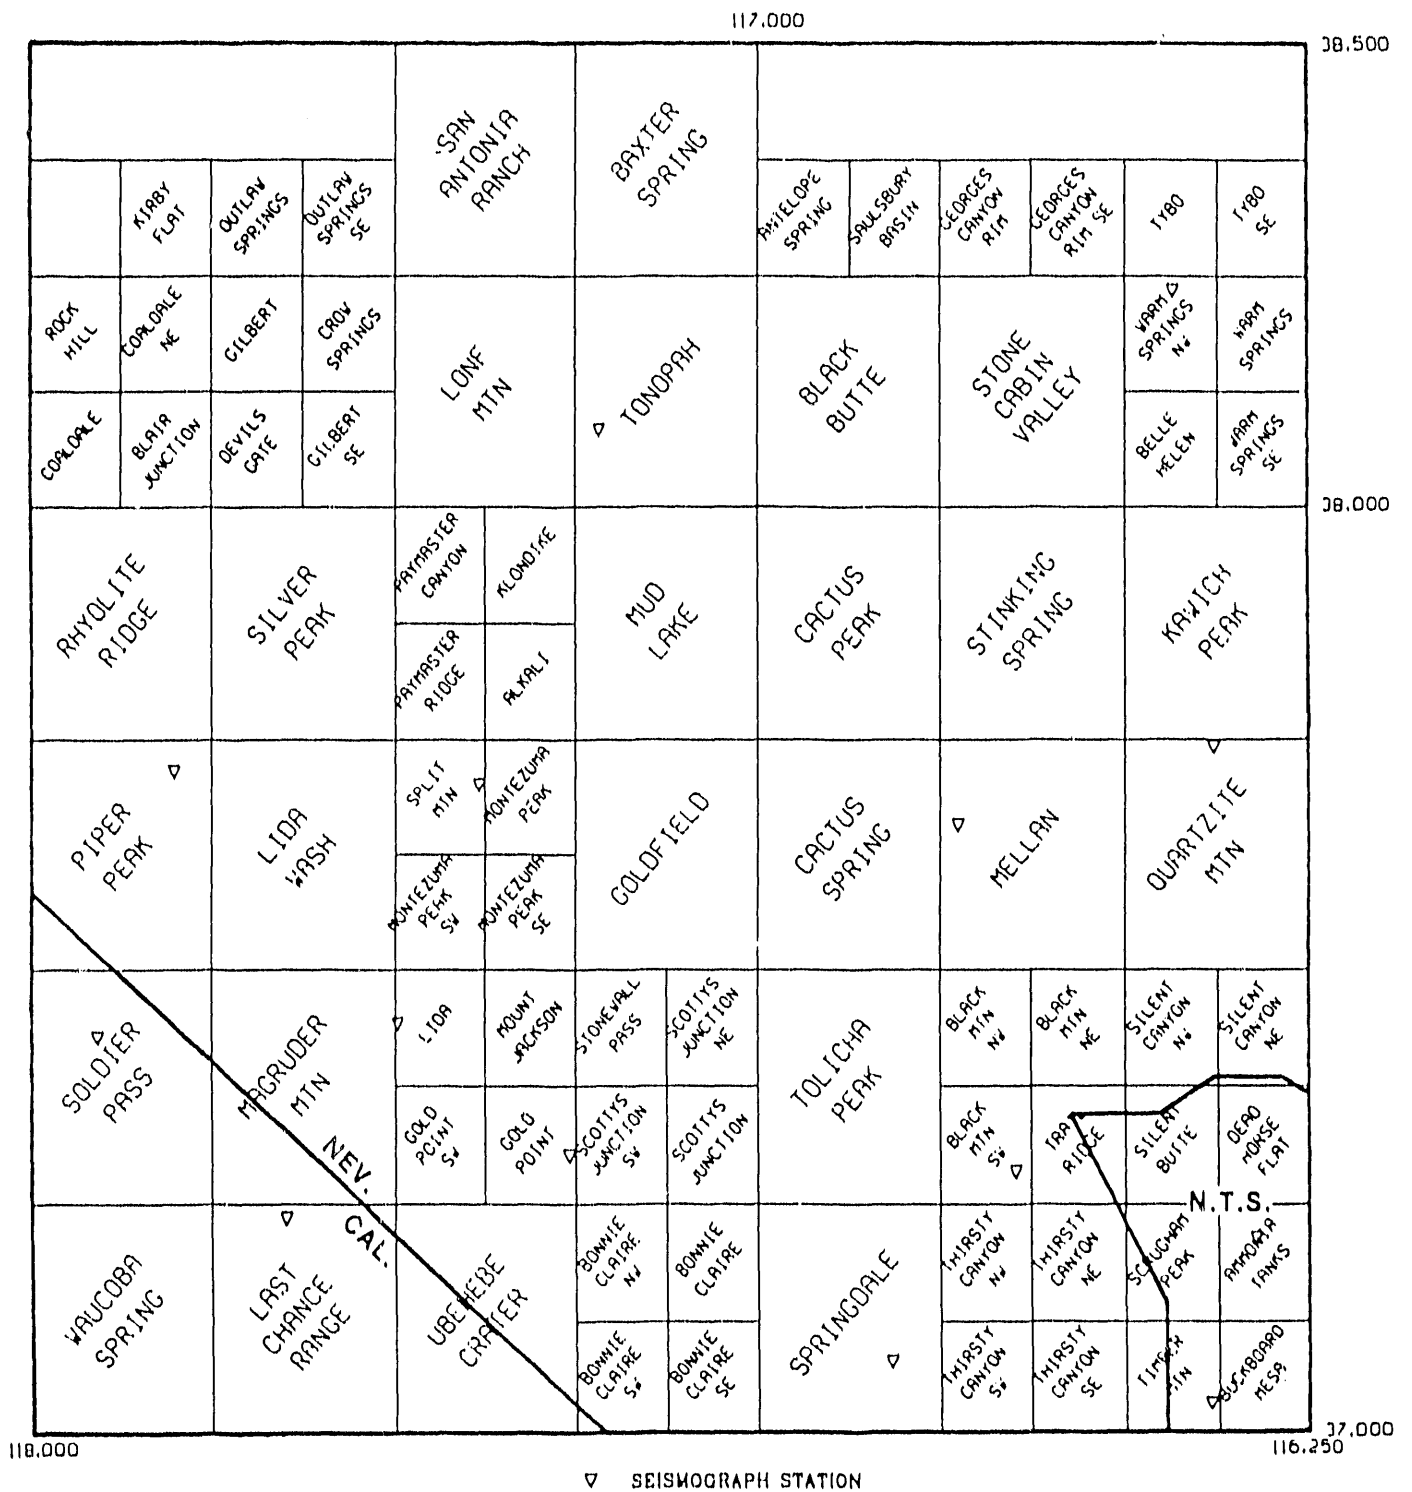 117.000
38.500
SAN
ANTONIA
RANCH
BAXTER
SPRING
KIRBY
FLAT
OUTLAW
SPRINGS
OUTLAW
SPRINGS
SE
ANTELOPE
SPRING
SAULSBURY
BASIN
GEORGES
CANYON
RIM
GEORGES
CANYON
RIM SE
TYBO
TYBO
SE
ROCK
HILL
COALDALE
NE
GILBERT
CROW
SPRINGS
LONF
MTN
TONOPAH
BLACK
BUTTE
STONE
CABIN
VALLEY
WARM
SPRINGS
NW
WARM
SPRINGS
COALDALE
BLAIR
JUNCTION
DEVILS
GATE
GILBERT
SE
BELLE
HELEN
WARM
SPRINGS
SE
38.000
RHYOLITE
RIDGE
SILVER
PEAK
PAYMASTER
CANYON
KLONDIKE
MUD
LAKE
CACTUS
PEAK
STINKING
SPRING
KAWICH
PEAK
PAYMASTER
RIDGE
ALKALI
PIPER
PEAK
LIDA
WASH
SPLIT
MTN
MONTEZUMA
PEAK
GOLDFIELD
CACTUS
SPRING
MELLAN
QUARTZITE
MTN
MONTEZUMA
PEAK
SW
MONTEZUMA
PEAK
SE
SOLDIER
PASS
MAGRUDER
MTN
LIDA
MOUNT
JACKSON
STONEWALL
PASS
SCOTTYS
JUNCTION
NE
TOLICHA
PEAK
BLACK
MTN
NW
BLACK
MTN
NE
SILENT
CANYON
NW
SILENT
CANYON
NE
GOLD
POINT
SW
GOLD
POINT
SCOTTYS
JUNCTION
SW
SCOTTYS
JUNCTION
BLACK
MTN
SW
TRA
RIDGE
SILENT
BUTTE
DEAD
HORSE
FLAT
NEV.
CAL.
N.T.S.
WAUCOBA
SPRING
LAST
CHANCE
RANGE
UBEHEBE
CRATER
BONNIE
CLAIRE
NW
BONNIE
CLAIRE
SPRINGDALE
THIRSTY
CANYON
NW
THIRSTY
CANYON
NE
SCRUGHAM
PEAK
AMMONIA
TANKS
BONNIE
CLAIRE
SW
BONNIE
CLAIRE
SE
THIRSTY
CANYON
SW
THIRSTY
CANYON
SE
TIMBER
MTN
BUCKBOARD
MESA
37.000
118.000
116.250
SEISMOGRAPH STATION